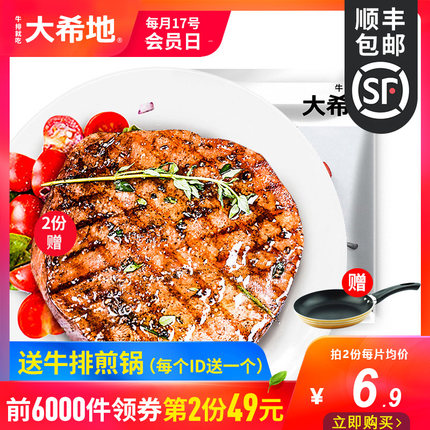 牛排就吃
大希地®
每月17号
会员日
顺丰
包邮
SF
牛
大希
2份
赠
赠
送牛排煎锅（每个ID送一个）
拍2份每片均价
¥6.9
前6000件领券第2份49元
立即购买>